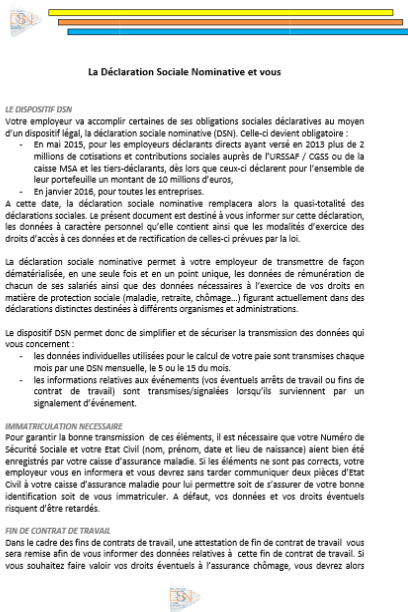 La Déclaration Sociale Nominative et vous
LE DISPOSITIF DSN
Votre employeur va accomplir certaines de ses obligations sociales déclaratives au moyen
d'un dispositif légal, la déclaration sociale nominative (DSN). Celle-ci devient obligatoire :
- En mai 2015, pour les employeurs déclarants directs ayant versé en 2013 plus de 2
millions de cotisations et contributions sociales auprès de l'URSSAF / CGSS ou de la
caisse MSA et les tiers-déclarants, dès lors que ceux-ci déclarent pour l'ensemble de
leur portefeuille un montant de 10 millions d'euros,
- En janvier 2016, pour toutes les entreprises.
A cette date, la déclaration sociale nominative remplacera alors la quasi-totalité des
déclarations sociales. Le présent document est destiné à vous informer sur cette déclaration,
les données à caractère personnel qu'elle contient ainsi que les modalités d'exercice des
droits d'accès à ces données et de rectification de celles-ci prévues par la loi.
La déclaration sociale nominative permet à votre employeur de transmettre de façon
dématérialisée, en une seule fois et en un point unique, les données de rémunération de
chacun de ses salariés ainsi que des données nécessaires à l'exercice de vos droits en
matière de protection sociale (maladie, retraite, chômage...) figurant actuellement dans des
déclarations distinctes destinées à différents organismes et administrations.
Le dispositif DSN permet donc de simplifier et de sécuriser la transmission des données qui
vous concernent :
- les données individuelles utilisées pour le calcul de votre paie sont transmises chaque
mois par une DSN mensuelle, le 5 ou le 15 du mois.
- les informations relatives aux événements (vos éventuels arrêts de travail ou fins de
contrat de travail) sont transmises/signalées lorsqu'ils surviennent par un
signalement d'événement.
IMMATRICULATION NECESSAIRE
Pour garantir la bonne transmission de ces éléments, il est nécessaire que votre Numéro de
Sécurité Sociale et votre Etat Civil (nom, prénom, date et lieu de naissance) aient bien été
enregistrés par votre caisse d'assurance maladie. Si les éléments ne sont pas corrects, votre
employeur vous en informera et vous devrez sans tarder communiquer deux pièces d'Etat
Civil à votre caisse d'assurance maladie pour lui permettre soit de s'assurer de votre bonne
identification soit de vous immatriculer. A défaut, vos données et vos droits éventuels
risquent d'être retardés.
FIN DE CONTRAT DE TRAVAIL
Dans le cadre des fins de contrats de travail, une attestation de fin de contrat de travail vous
sera remise afin de vous informer des données relatives à cette fin de contrat de travail. Si
vous souhaitez faire valoir vos droits éventuels à l'assurance chômage, vous devrez alors